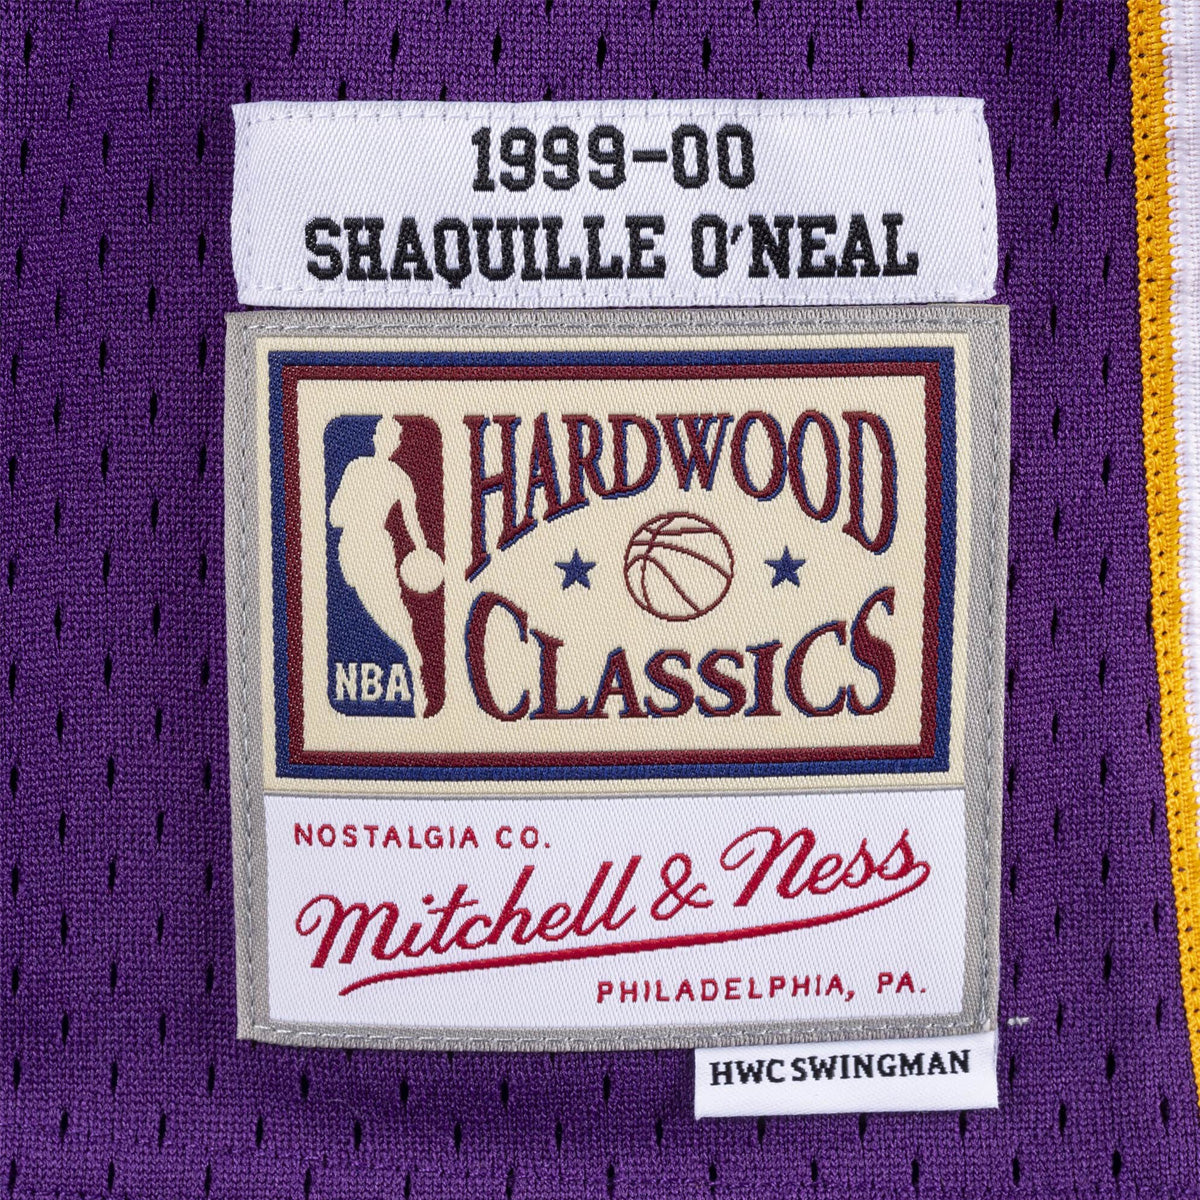 1999-00
SHAQUILLE O'NEAL
HARDWOOD
CLASSICS
NBA
NOSTALGIA CO.
Mitchell & Ness
PHILADELPHIA, PA.
HWC SWINGMAN